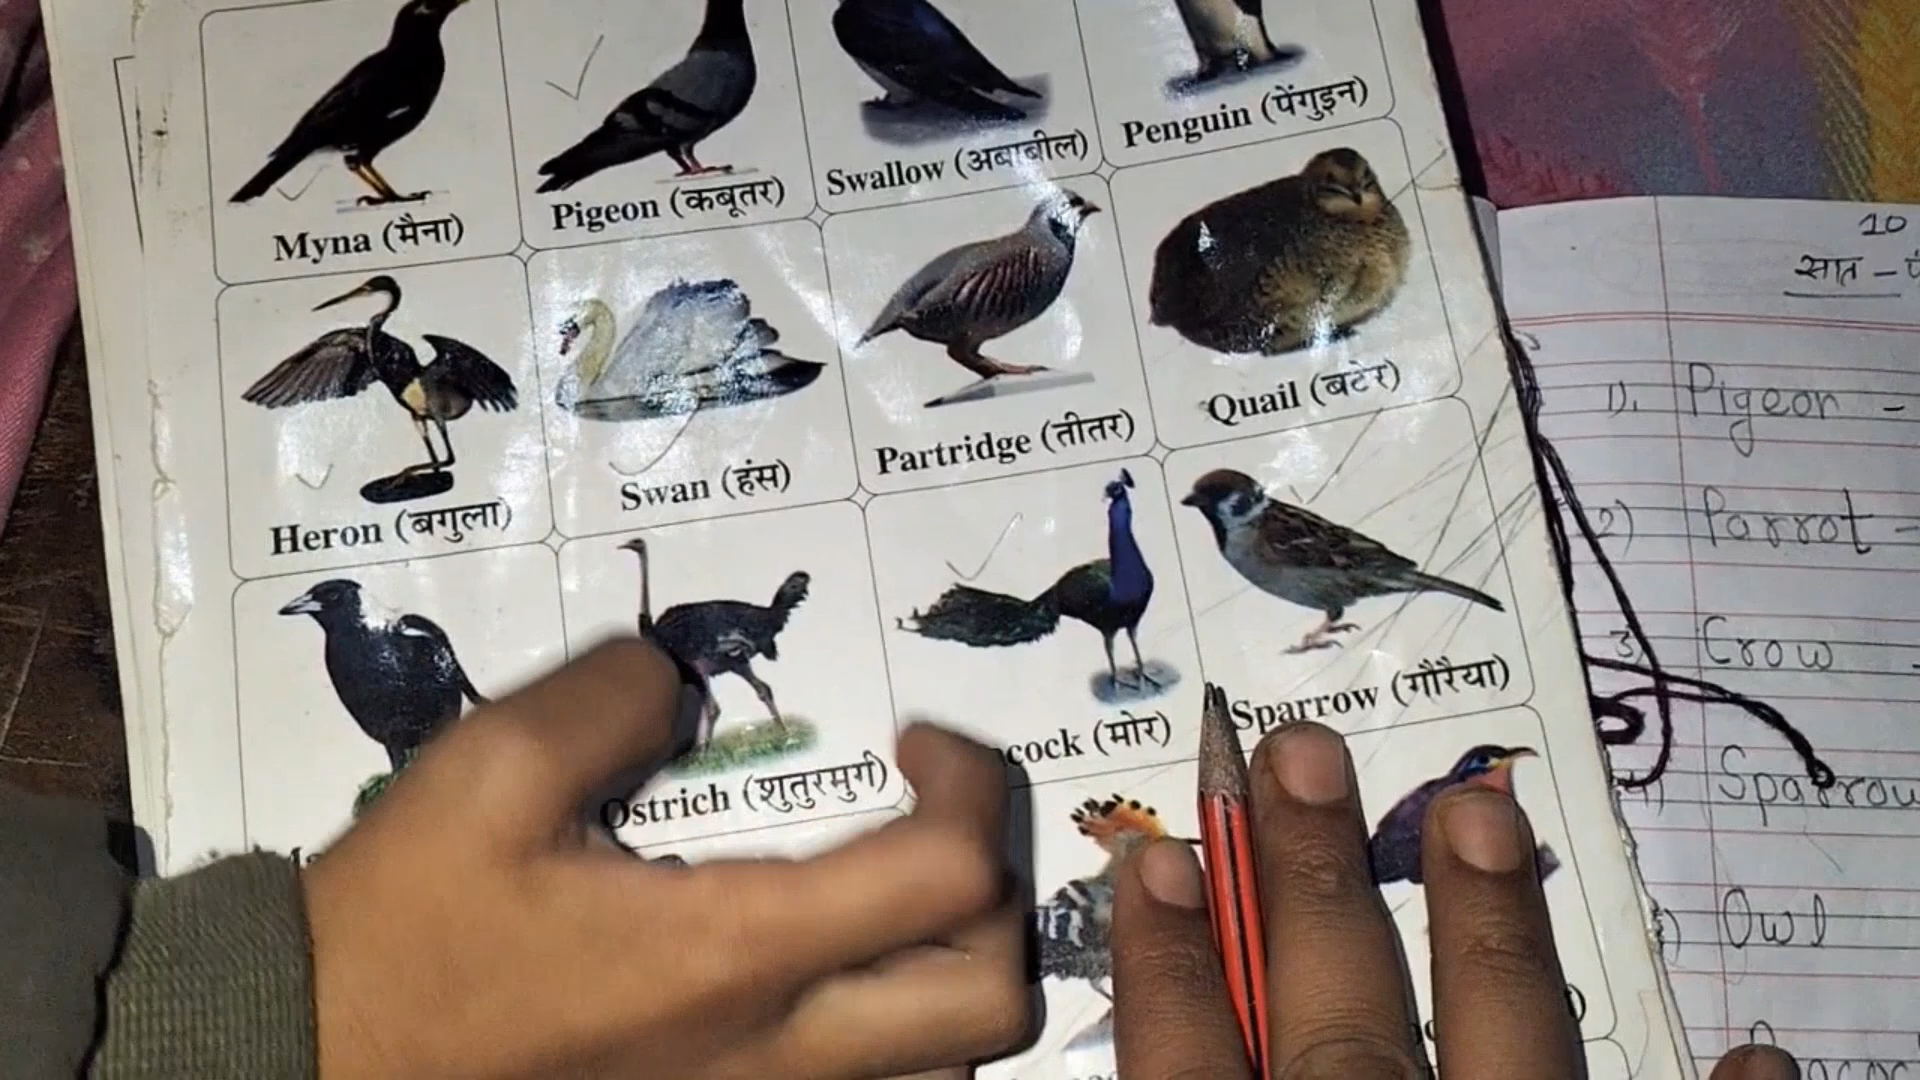 Myna (मैना)
Pigeon (कबूतर)
Swallow (अबाबील)
Penguin (पेंगुइन)
Heron (बगुला)
Swan (हंस)
Partridge (तीतर)
Quail (बटेर)
Ostrich (शुतुरमुर्ग)
cock (मोर)
Sparrow (गौरैया)
10
सात -
1). Pigeon -
2) Parrot -
3) Crow -
Sparrow
Owl